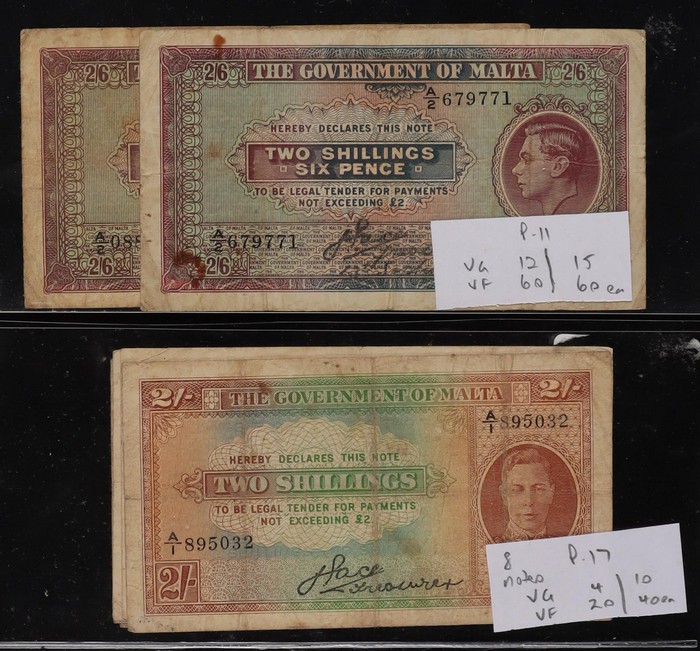 2/6 THE GOVERNMENT OF MALTA 2/6
A/2 679771
HEREBY DECLARES THIS NOTE
TWO SHILLINGS
SIX PENCE
TO BE LEGAL TENDER FOR PAYMENTS
NOT EXCEEDING £2.
A/2 679771
2/6
2/6
A/2 088
2/6
P-11
VG 12 / 15
VF 60 / 60 ea
2/- THE GOVERNMENT OF MALTA 2/-
A/1 895032
HEREBY DECLARES THIS NOTE
TWO SHILLINGS
TO BE LEGAL TENDER FOR PAYMENTS
NOT EXCEEDING £2.
A/1 895032
2/-
Treasurer
8 P.17
notes
VG 4 / 10
VF 20 / 40 ea